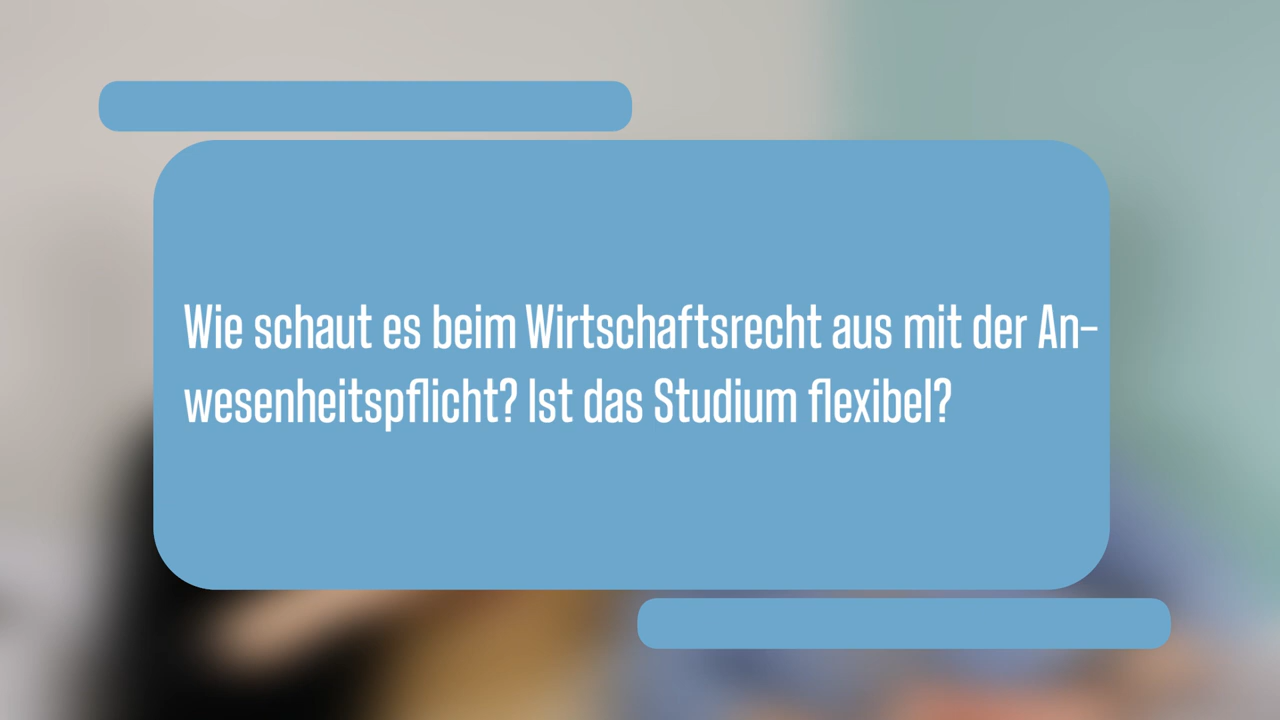 Wie schaut es beim Wirtschaftsrecht aus mit der An-
wesenheitspflicht? Ist das Studium flexibel?